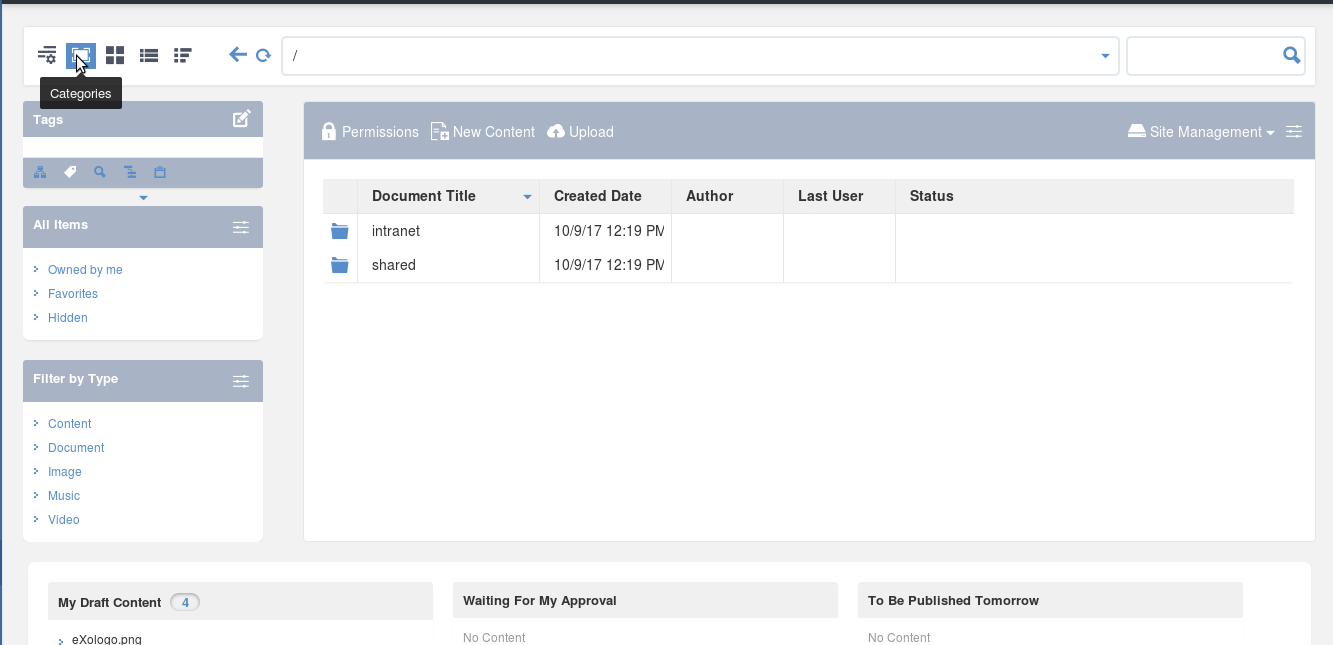 /
Categories
Tags
Permissions New Content Upload Site Management
Document Title Created Date Author Last User Status
All Items
intranet 10/9/17 12:19 PM
shared 10/9/17 12:19 PM
Owned by me
Favorites
Hidden
Filter by Type
Content
Document
Image
Music
Video
My Draft Content 4
Waiting For My Approval
To Be Published Tomorrow
eXologo.png
No Content
No Content